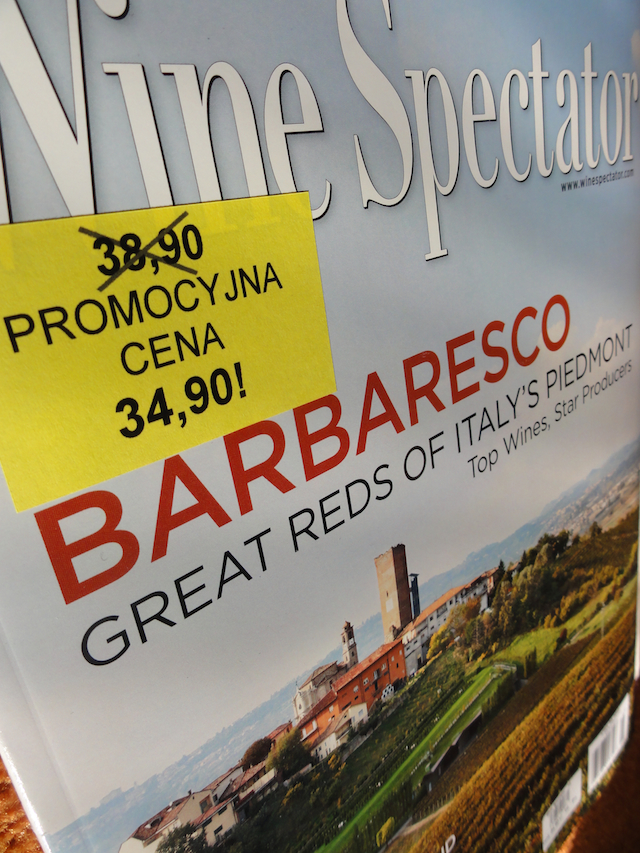 Wine Spectator
www.winespectator.com
38,90
PROMOCYJNA
CENA
34,90!
BARBARESCO
GREAT REDS OF ITALY'S PIEDMONT
Top Wines, Star Producers